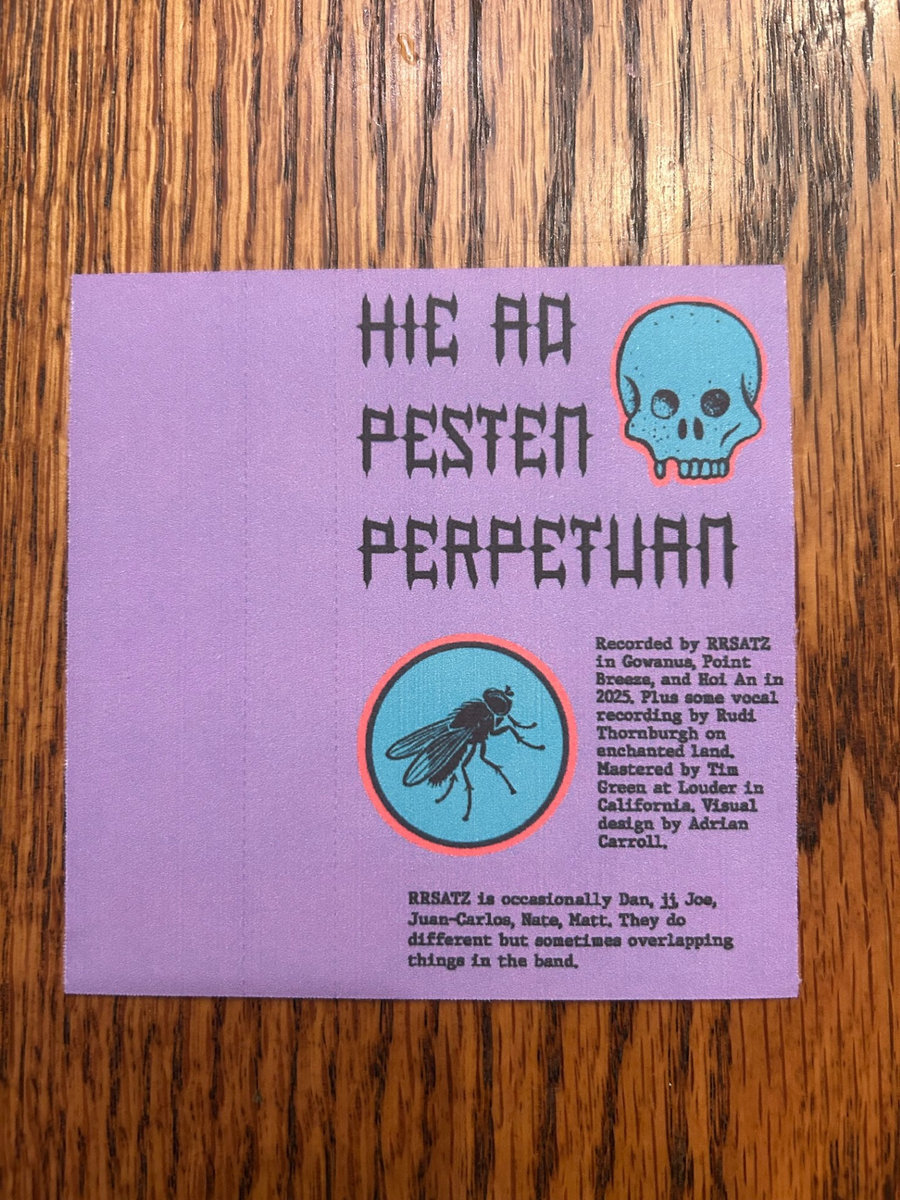 HIC AD
PESTEM
PERPETUAM
Recorded by RRSATZ
in Gowanus, Point
Breeze, and Hoi An in
2025. Plus some vocal
recording by Rudi
Thornburgh on
enchanted land.
Mastered by Tim
Green at Louder in
California. Visual
design by Adrian
Carroll.
RRSATZ is occasionally Dan, jj, Joe,
Juan-Carlos, Nate, Matt. They do
different but sometimes overlapping
things in the band.